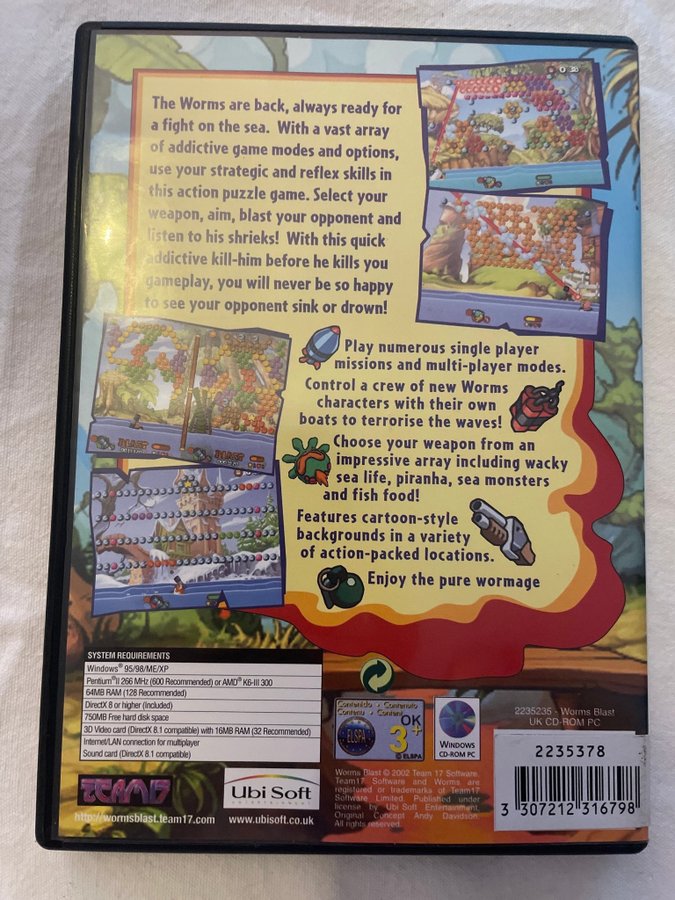 The Worms are back, always ready for
a fight on the sea. With a vast array
of addictive game modes and options,
use your strategic and reflex skills in
this action puzzle game. Select your
weapon, aim, blast your opponent and
listen to his shrieks! With this quick
addictive kill-him before he kills you
gameplay, you will never be so happy
to see your opponent sink or drown!
Play numerous single player
missions and multi-player modes.
Control a crew of new Worms
characters with their own
boats to terrorise the waves!
Choose your weapon from an
impressive array including wacky
sea life, piranha, sea monsters
and fish food!
Features cartoon-style
backgrounds in a variety
of action-packed locations.
Enjoy the pure wormage
BLAST
BLAST
SYSTEM REQUIREMENTS
Windows® 95/98/ME/XP
Pentium®II 266 MHz (600 Recommended) or AMD® K6-III 300
64MB RAM (128 Recommended)
DirectX 8 or higher (Included)
750MB Free hard disk space
3D Video card (DirectX 8.1 compatible) with 16MB RAM (32 Recommended)
Internet/LAN connection for multiplayer
Sound card (DirectX 8.1 compatible)
TEAM17
http://wormsblast.team17.com
Ubi Soft
ENTERTAINMENT
www.ubisoft.co.uk
Contenido - Contenuto
Contenu - Content
ELSPA
OK
3+
© ELSPA
WINDOWS
CD-ROM PC
2235235 - Worms Blast
UK CD-ROM PC
Worms Blast © 2002 Team 17 Software.
Team17 Software and Worms are
registered or trademarks of Team17
Software Limited. Published under
license by Ubi Soft Entertainment.
Original Concept Andy Davidson.
All rights reserved.
2235378
3 307212 316798